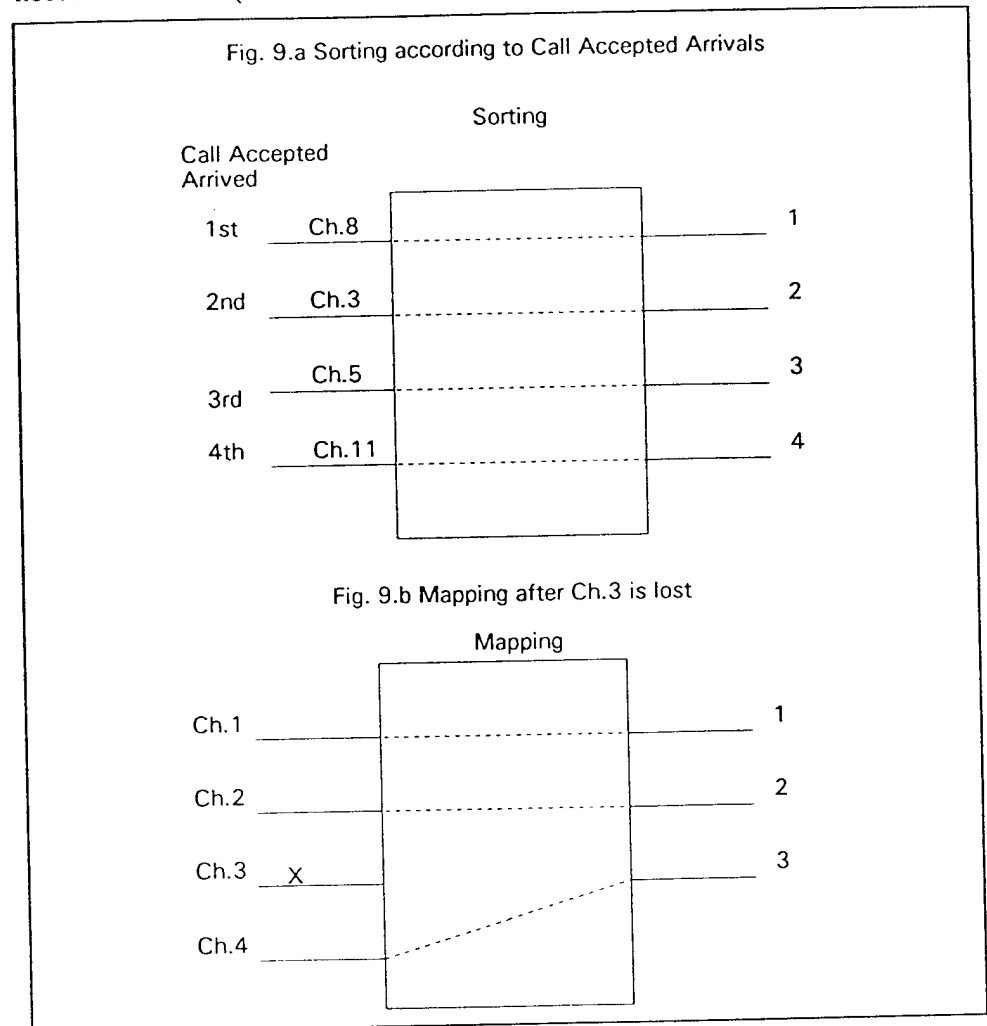 Fig. 9.a Sorting according to Call Accepted Arrivals
Sorting
Call Accepted
Arrived
1st Ch.8 1
2nd Ch.3 2
3rd Ch.5 3
4th Ch.11 4
Fig. 9.b Mapping after Ch.3 is lost
Mapping
Ch.1 1
Ch.2 2
Ch.3 X 3
Ch.4